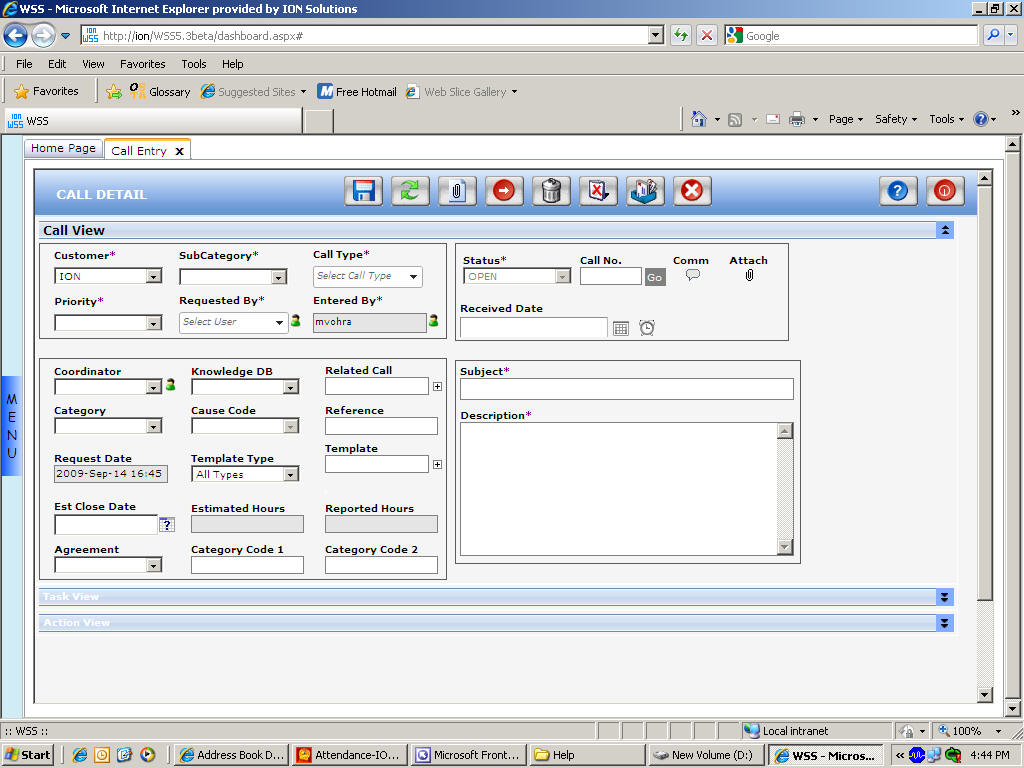 WSS - Microsoft Internet Explorer provided by ION Solutions
http://ion/WSS5.3beta/dashboard.aspx#
Google
File Edit View Favorites Tools Help
Favorites Glossary Suggested Sites Free Hotmail Web Slice Gallery
WSS
Page Safety Tools
Home Page Call Entry x
CALL DETAIL
Call View
Customer* SubCategory* Call Type*
ION Select Call Type
Priority* Requested By* Entered By*
Select User mvohra
Status* Call No. Comm Attach
OPEN Go
Received Date
Coordinator Knowledge DB Related Call
Category Cause Code Reference
Request Date Template Type Template
2009-Sep-14 16:45 All Types
Est Close Date Estimated Hours Reported Hours
Agreement Category Code 1 Category Code 2
Subject*
Description*
MENU
Task View
Action View
:: WSS :: Local intranet 100%
Start Address Book D... Attendance-IO... Microsoft Front... Help New Volume (D:) WSS - Micros... 4:44 PM